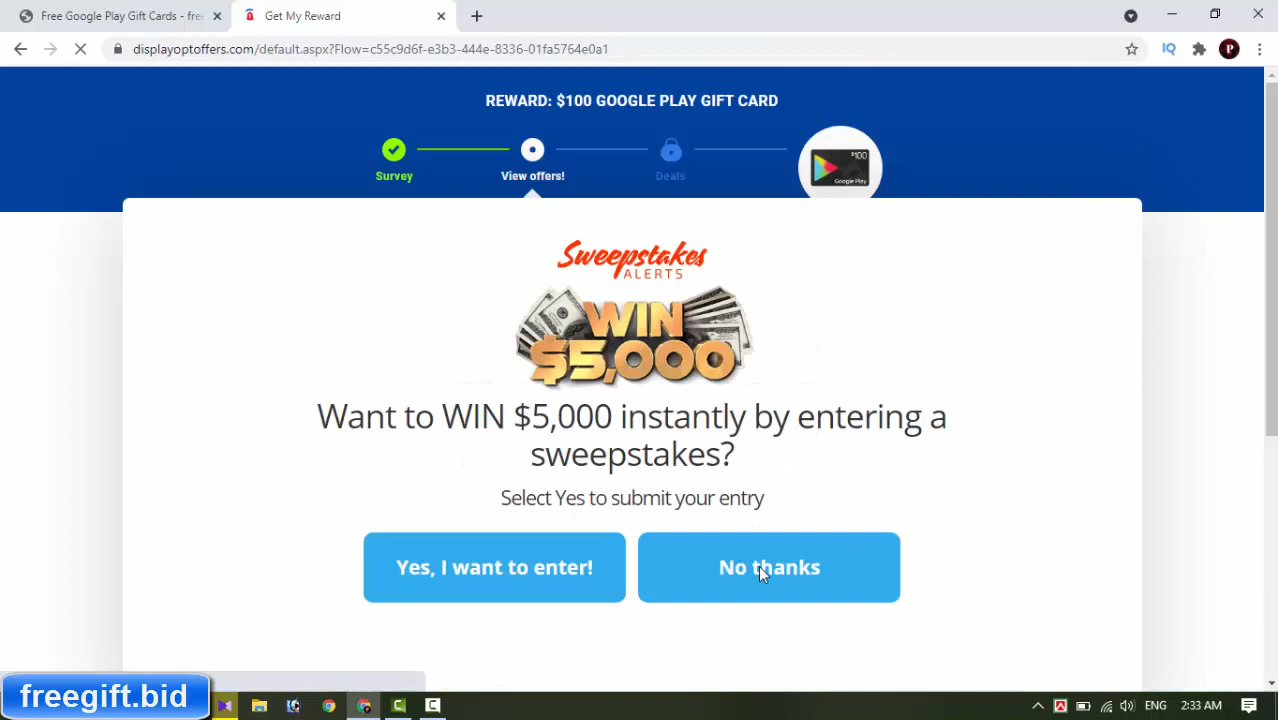 Free Google Play Gift Cards - free
Get My Reward
displayoptoffers.com/default.aspx?Flow=c55c9d6f-e3b3-444e-8336-01fa5764e0a1
IQ
P
REWARD: $100 GOOGLE PLAY GIFT CARD
$100
Google Play
Survey
View offers!
Deals
Sweepstakes
ALERTS
WIN
$5,000
Want to WIN $5,000 instantly by entering a
sweepstakes?
Select Yes to submit your entry
Yes, I want to enter!
No thanks
freegift.bid
ENG
2:33 AM